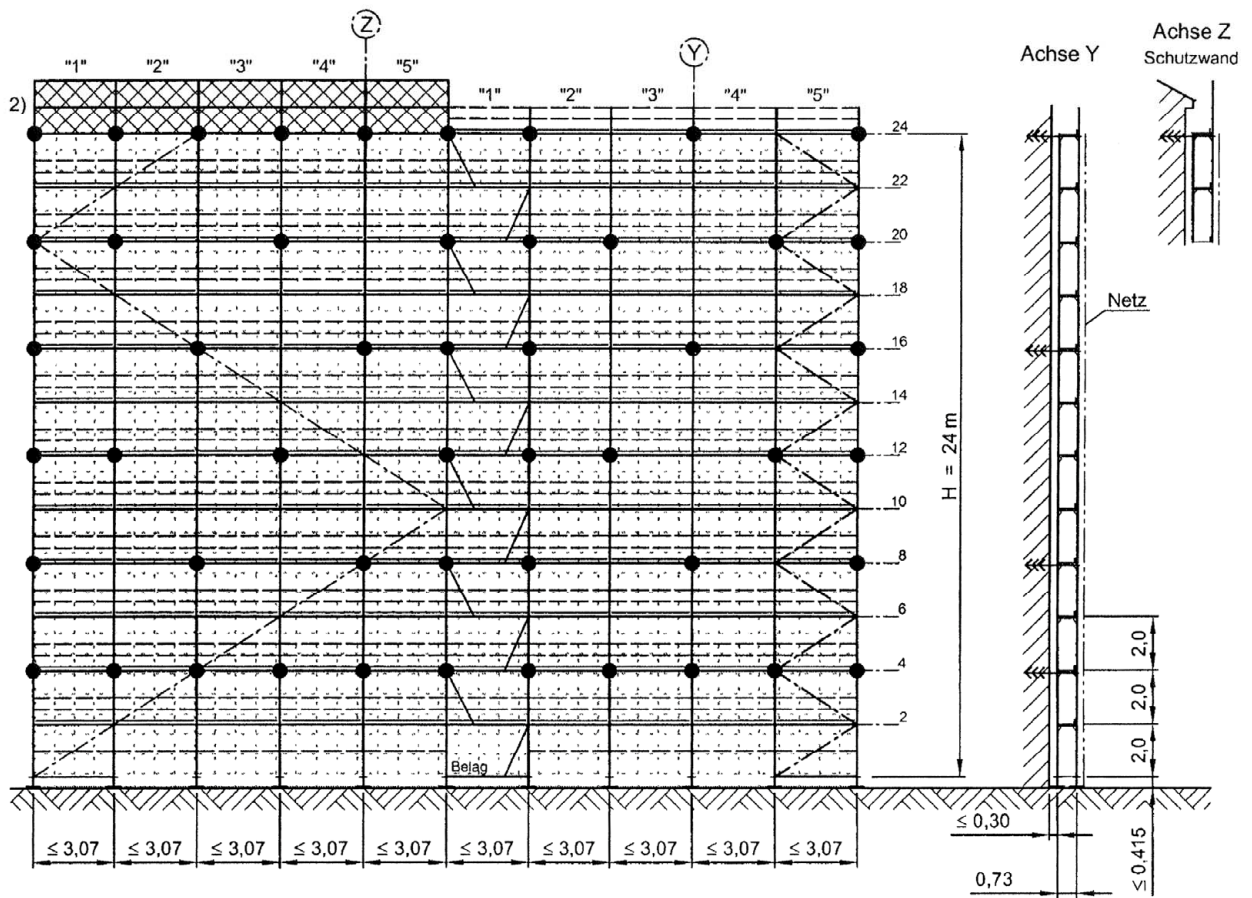 Z
Y
Achse Y
Achse Z
Schutzwand
"1" "2" "3" "4" "5"
"1" "2" "3" "4" "5"
2)
24
22
20
18
16
14
12
10
8
6
4
2
H = 24 m
Netz
2,0
2,0
2,0
Belag
≤ 3,07 ≤ 3,07 ≤ 3,07 ≤ 3,07 ≤ 3,07 ≤ 3,07 ≤ 3,07 ≤ 3,07 ≤ 3,07 ≤ 3,07
≤ 0,30
0,73
≤ 0,415